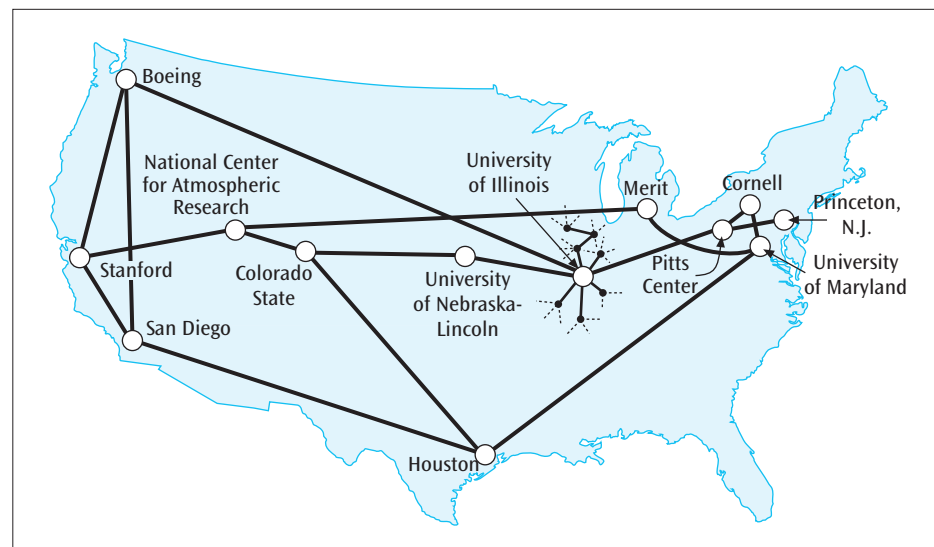 Boeing
National Center
for Atmospheric
Research
University
of Illinois
Merit
Cornell
Princeton,
N.J.
Stanford
Colorado
State
University
of Nebraska-
Lincoln
Pitts
Center
University
of Maryland
San Diego
Houston